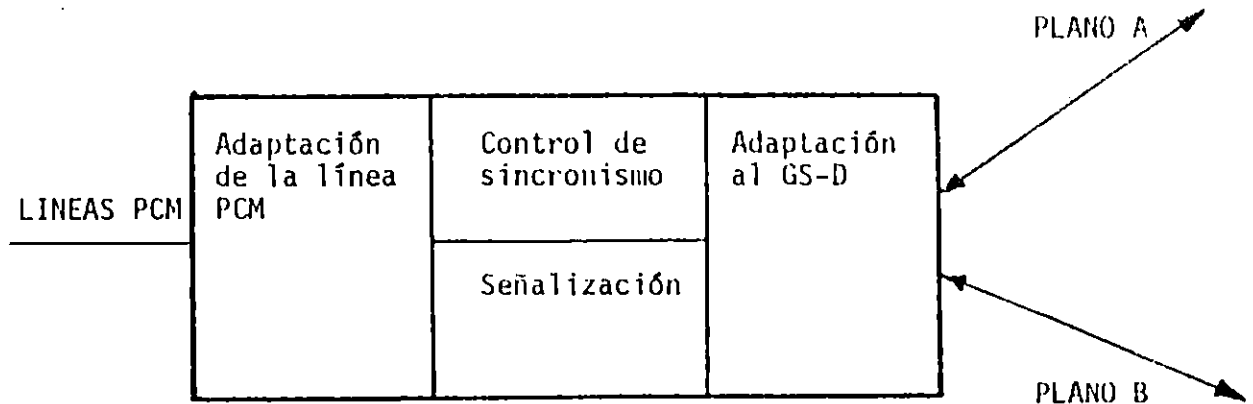 PLANO A
Adaptación
de la línea
PCM
Control de
sincronismo
Adaptación
al GS-D
LINEAS PCM
Señalización
PLANO B